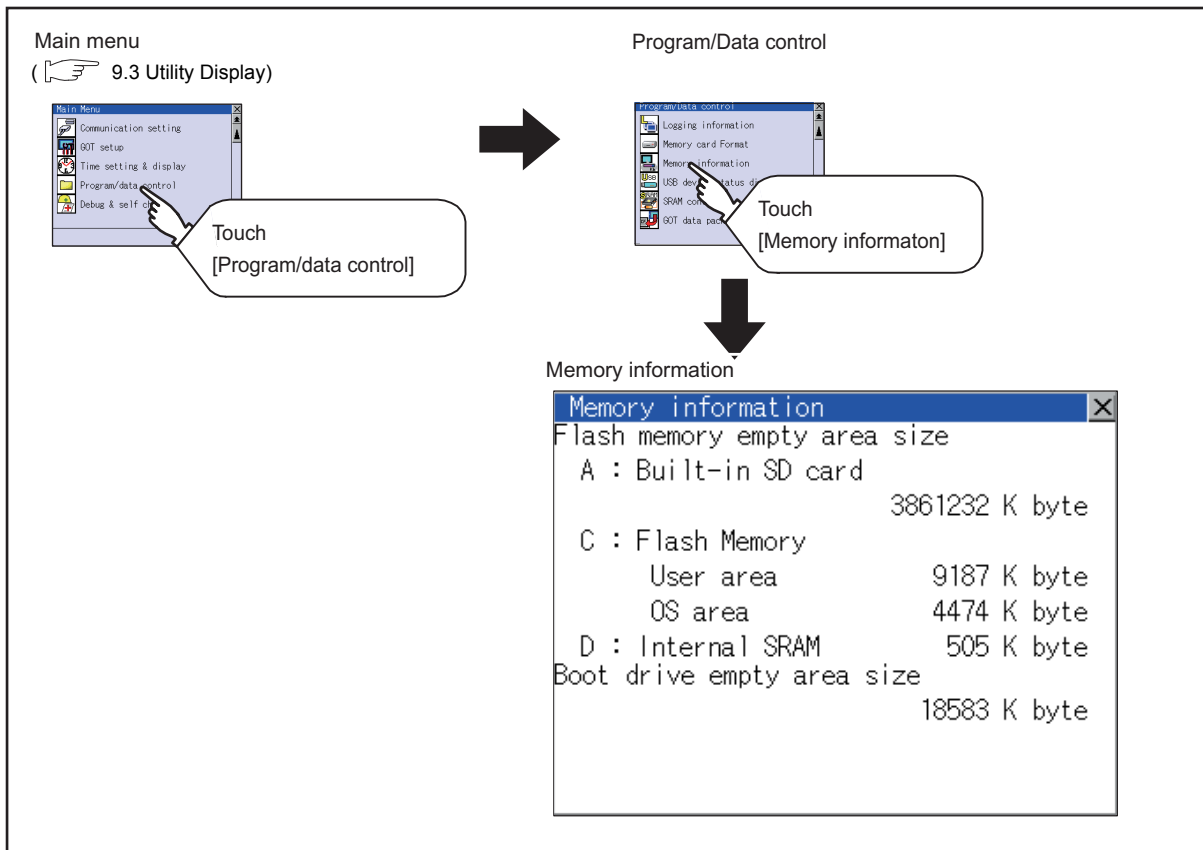 Main menu
( 9.3 Utility Display)
Main Menu
Communication setting
GOT setup
Time setting & display
Program/data control
Debug & self ch
Touch
[Program/data control]
Program/Data control
Program/Data control
Logging information
Memory card Format
Memory information
USB device status di
SRAM con
GOT data pac
Touch
[Memory informaton]
Memory information
Memory information
Flash memory empty area size
A : Built-in SD card
3861232 K byte
C : Flash Memory
User area 9187 K byte
OS area 4474 K byte
D : Internal SRAM 505 K byte
Boot drive empty area size
18583 K byte